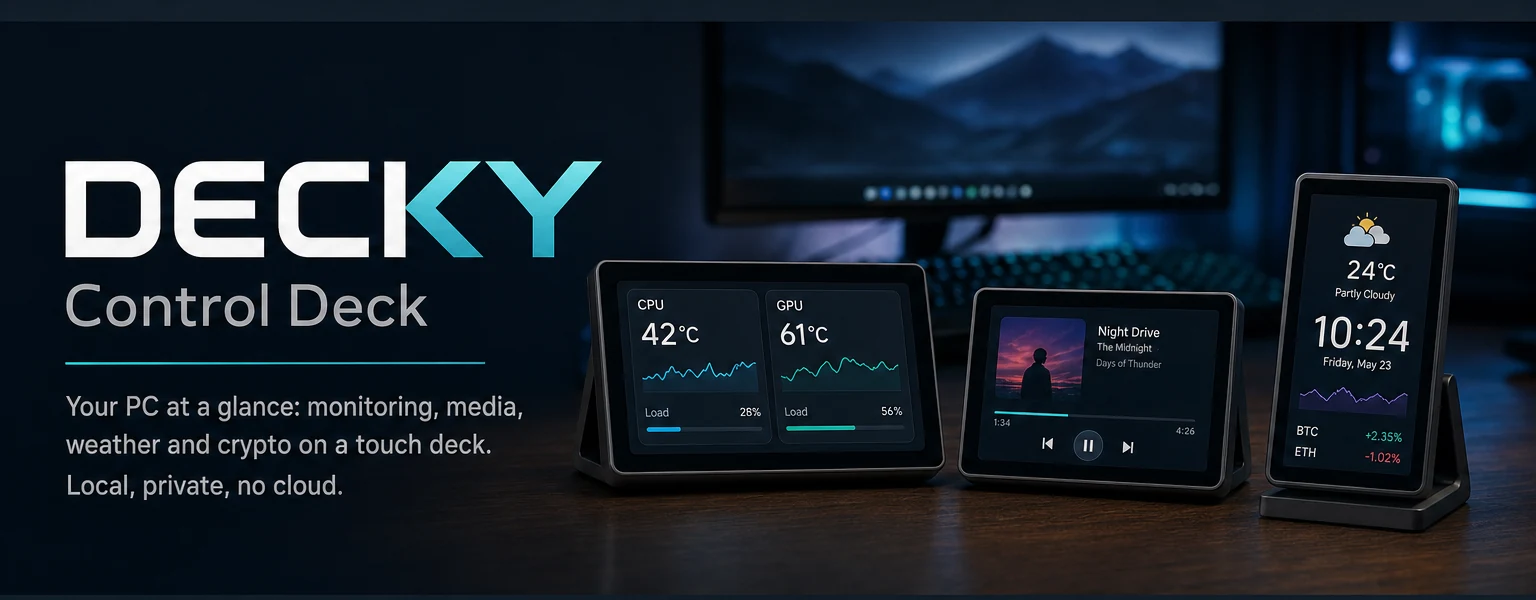 DECKY
Control Deck
Your PC at a glance: monitoring, media,
weather and crypto on a touch deck.
Local, private, no cloud.
CPU
42°C
Load 28%
GPU
61°C
Load 56%
Night Drive
The Midnight
Days of Thunder
1:34 4:26
24°C
Partly Cloudy
10:24
Friday, May 23
BTC +2.35%
ETH -1.02%